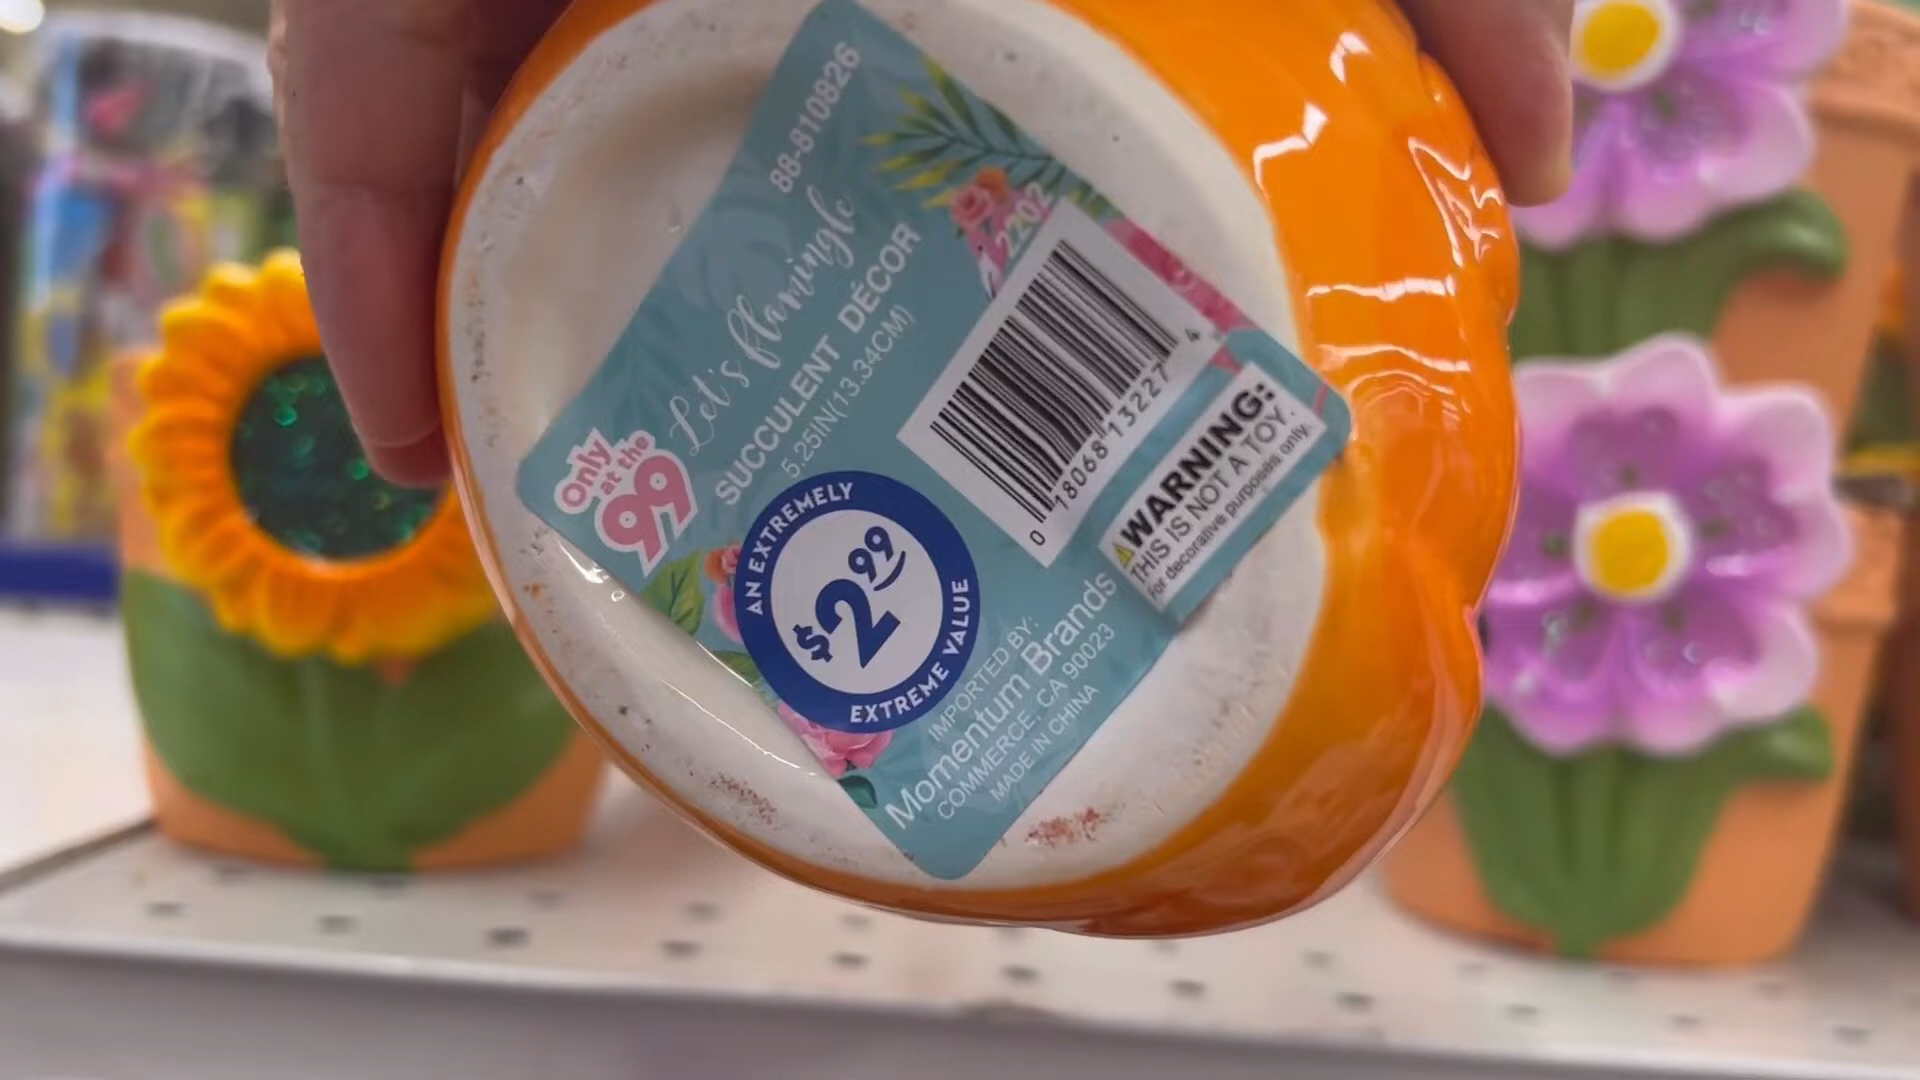 88-810826
Let's flamingle
SUCCULENT DÉCOR
5.25IN(13.34CM)
Only
at the
99
AN EXTREMELY
$2.99
EXTREME VALUE
2202
0 18068 13227 4
WARNING:
THIS IS NOT A TOY.
For decorative purposes only.
IMPORTED BY:
Momentum Brands
COMMERCE, CA 90023
MADE IN CHINA